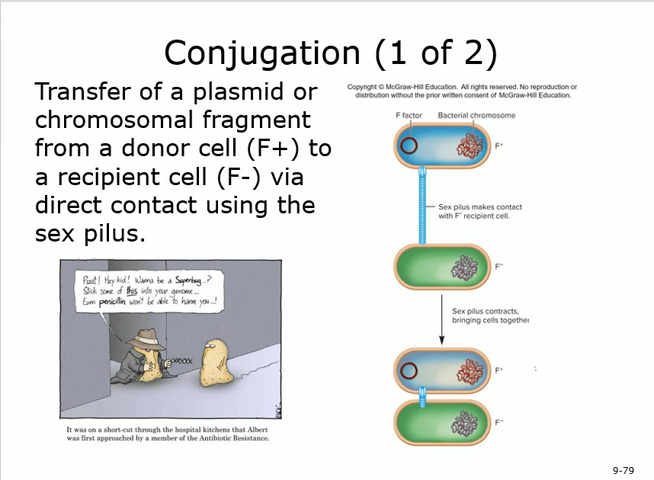 Conjugation (1 of 2)
Transfer of a plasmid or
chromosomal fragment
from a donor cell (F+) to
a recipient cell (F-) via
direct contact using the
sex pilus.
Pssst! Hey kid! Wanna be a Superbug...?
Stick some of this into your genome...
Even penicillin won't be able to harm you...!
It was on a short-cut through the hospital kitchens that Albert
was first approached by a member of the Antibiotic Resistance.
Copyright © McGraw-Hill Education. All rights reserved. No reproduction or
distribution without the prior written consent of McGraw-Hill Education.
F factor Bacterial chromosome
F⁺
Sex pilus makes contact
with F⁻ recipient cell.
F⁻
Sex pilus contracts,
bringing cells together
F⁺
F⁻
9-79